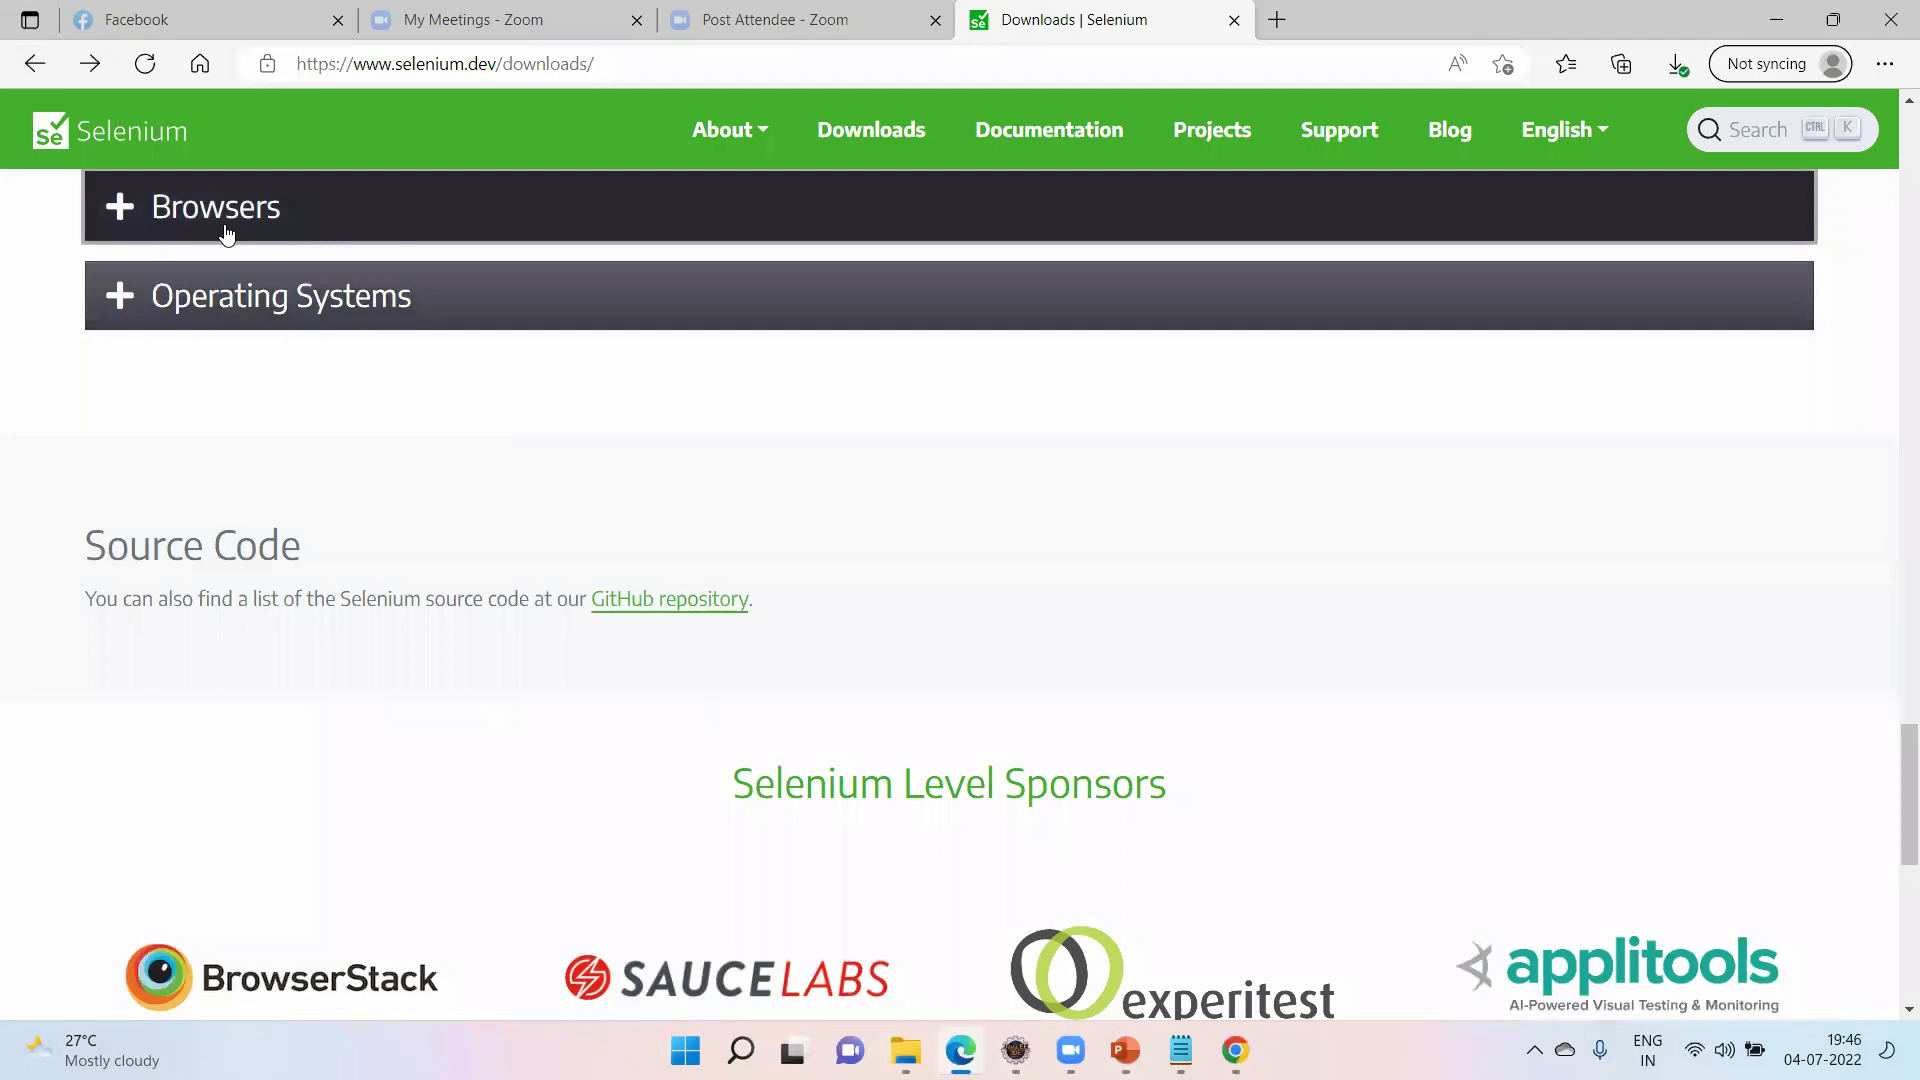 Facebook
My Meetings - Zoom
Post Attendee - Zoom
Downloads | Selenium
https://www.selenium.dev/downloads/
Not syncing
Se Selenium
About
Downloads
Documentation
Projects
Support
Blog
English
Search CTRL K
Browsers
Operating Systems
Source Code
You can also find a list of the Selenium source code at our GitHub repository.
Selenium Level Sponsors
BrowserStack
SAUCELABS
experitest
applitools
AI-Powered Visual Testing & Monitoring
27°C
Mostly cloudy
ENG
IN
19:46
04-07-2022